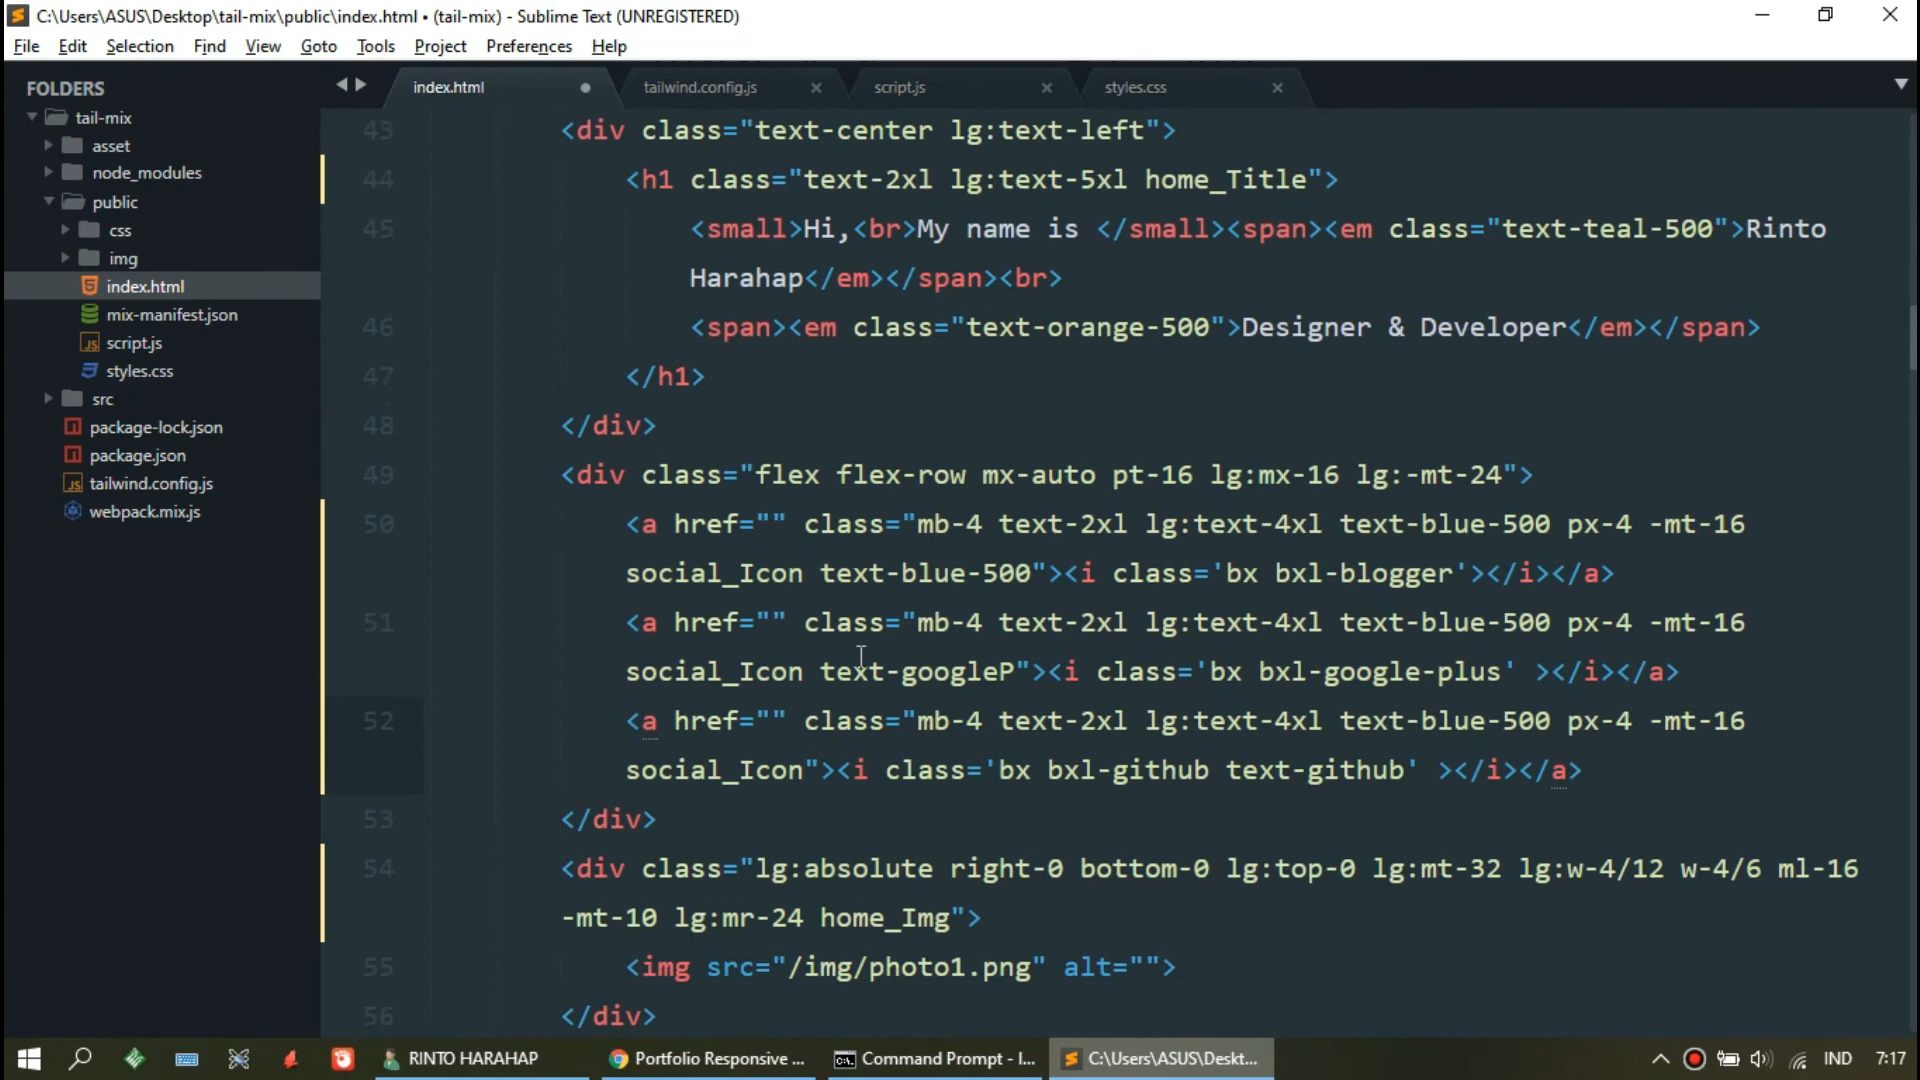 C:\Users\ASUS\Desktop\tail-mix\public\index.html • (tail-mix) - Sublime Text (UNREGISTERED)
File Edit Selection Find View Goto Tools Project Preferences Help
FOLDERS
tail-mix
asset
node_modules
public
css
img
index.html
mix-manifest.json
script.js
styles.css
src
package-lock.json
package.json
tailwind.config.js
webpack.mix.js
index.html tailwind.config.js script.js styles.css
43 <div class="text-center lg:text-left">
44 <h1 class="text-2xl lg:text-5xl home_Title">
45 <small>Hi,<br>My name is </small><span><em class="text-teal-500">Rinto
Harahap</em></span><br>
46 <span><em class="text-orange-500">Designer & Developer</em></span>
47 </h1>
48 </div>
49 <div class="flex flex-row mx-auto pt-16 lg:mx-16 lg:-mt-24">
50 <a href="" class="mb-4 text-2xl lg:text-4xl text-blue-500 px-4 -mt-16
social_Icon text-blue-500"><i class='bx bxl-blogger'></i></a>
51 <a href="" class="mb-4 text-2xl lg:text-4xl text-blue-500 px-4 -mt-16
social_Icon text-googleP"><i class='bx bxl-google-plus' ></i></a>
52 <a href="" class="mb-4 text-2xl lg:text-4xl text-blue-500 px-4 -mt-16
social_Icon"><i class='bx bxl-github text-github' ></i></a>
53 </div>
54 <div class="lg:absolute right-0 bottom-0 lg:top-0 lg:mt-32 lg:w-4/12 w-4/6 ml-16
-mt-10 lg:mr-24 home_Img">
55 <img src="/img/photo1.png" alt="">
56 </div>
RINTO HARAHAP Portfolio Responsive ... Command Prompt - I... C:\Users\ASUS\Deskt... IND 7:17